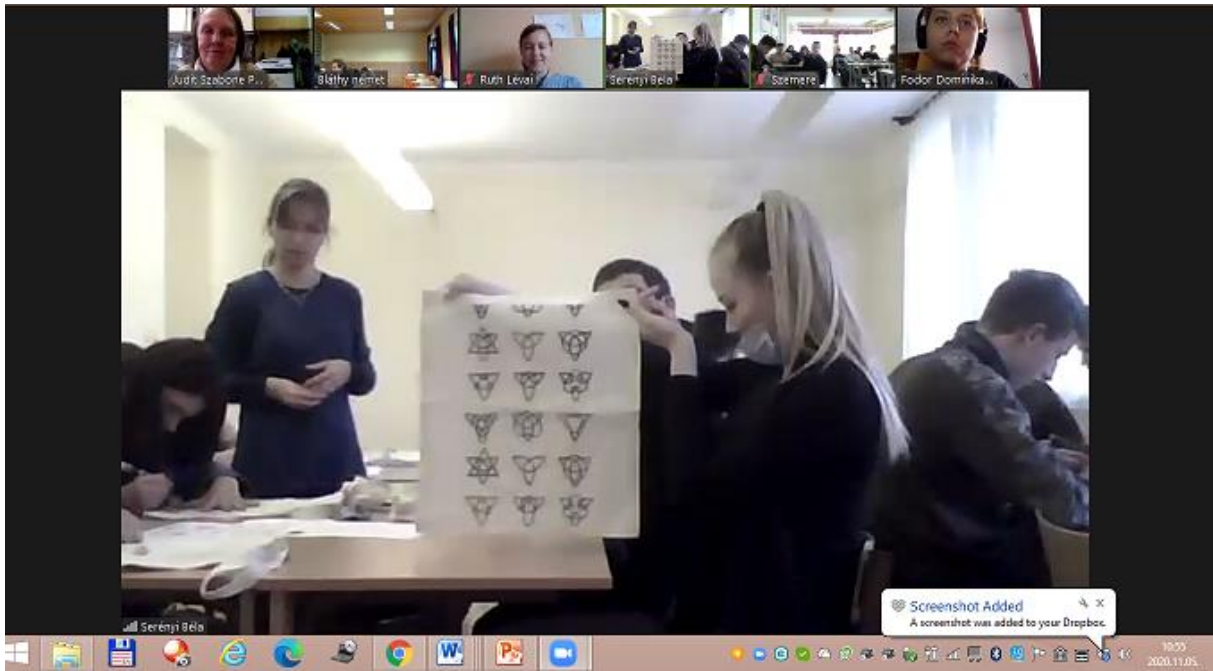 Judit Szabóné P...
Bláthy német
Ruth Lévai
Serényi Béla
Szemere
Fodor Dominika...
Serényi Béla
Screenshot Added
A screenshot was added to your Dropbox.
10:55
2020.11.05.